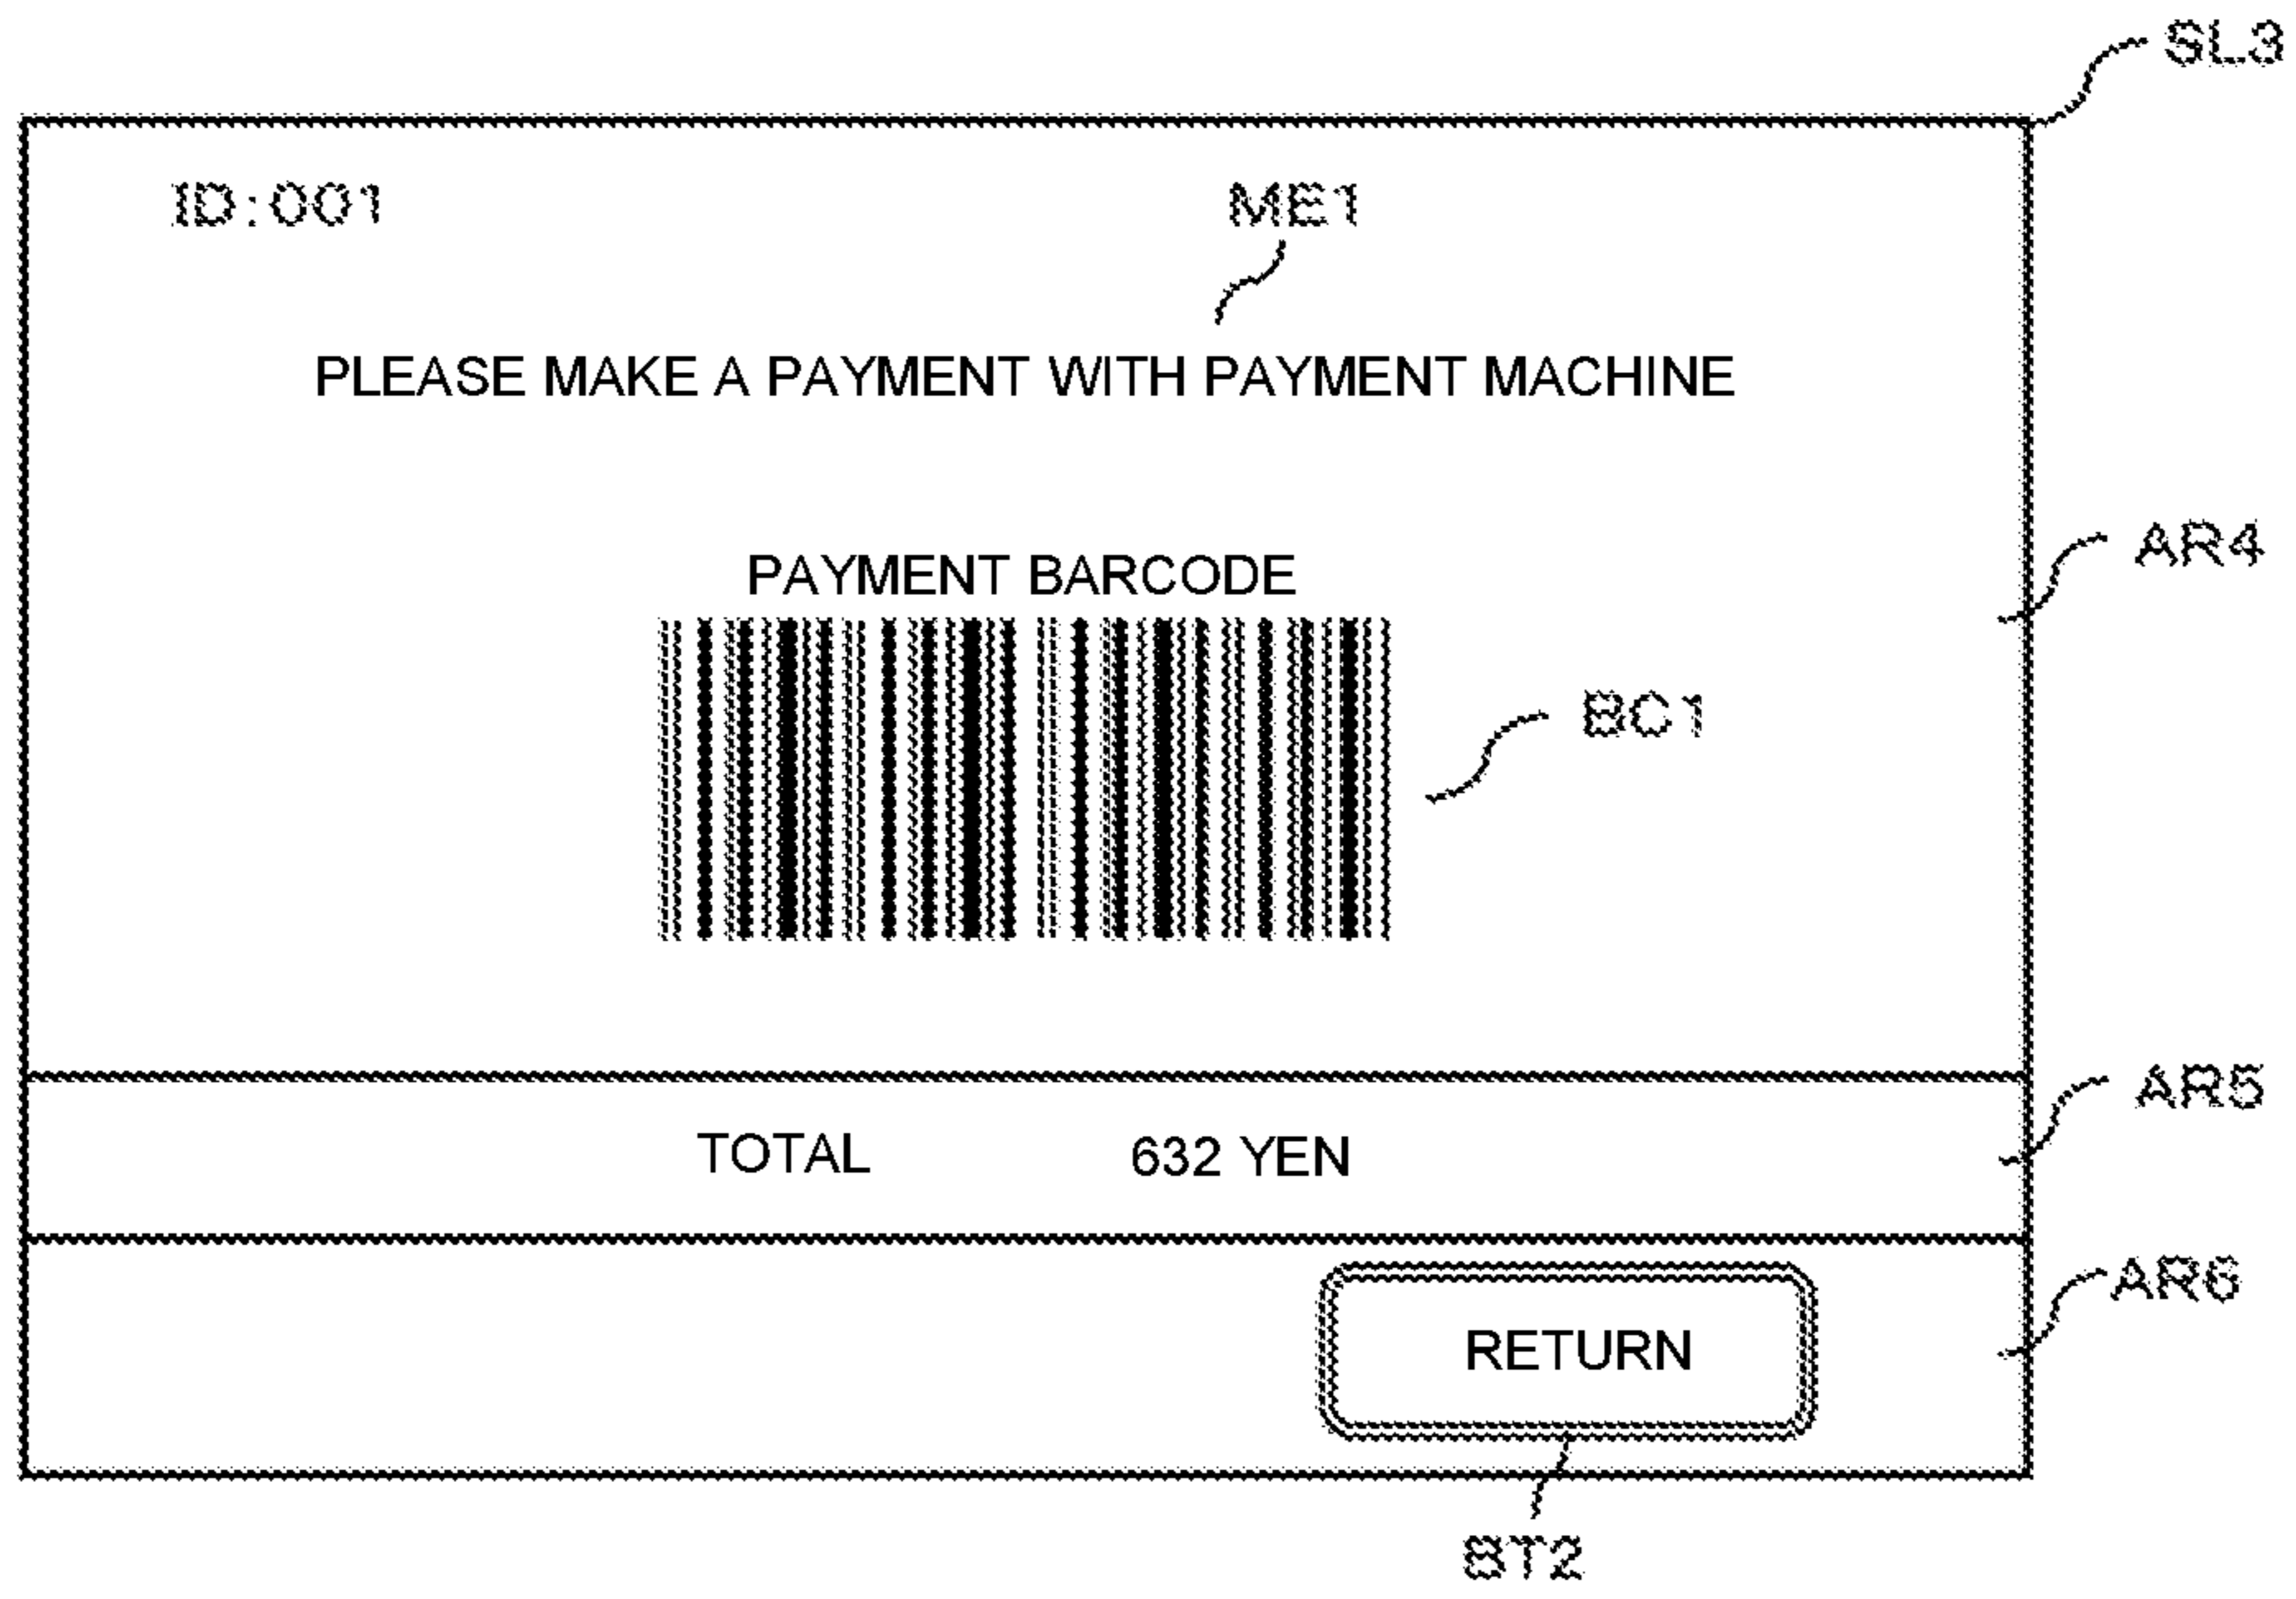 SL3
ID:001
ME1
PLEASE MAKE A PAYMENT WITH PAYMENT MACHINE
AR4
PAYMENT BARCODE
BC1
AR5
TOTAL 632 YEN
AR6
RETURN
BT2